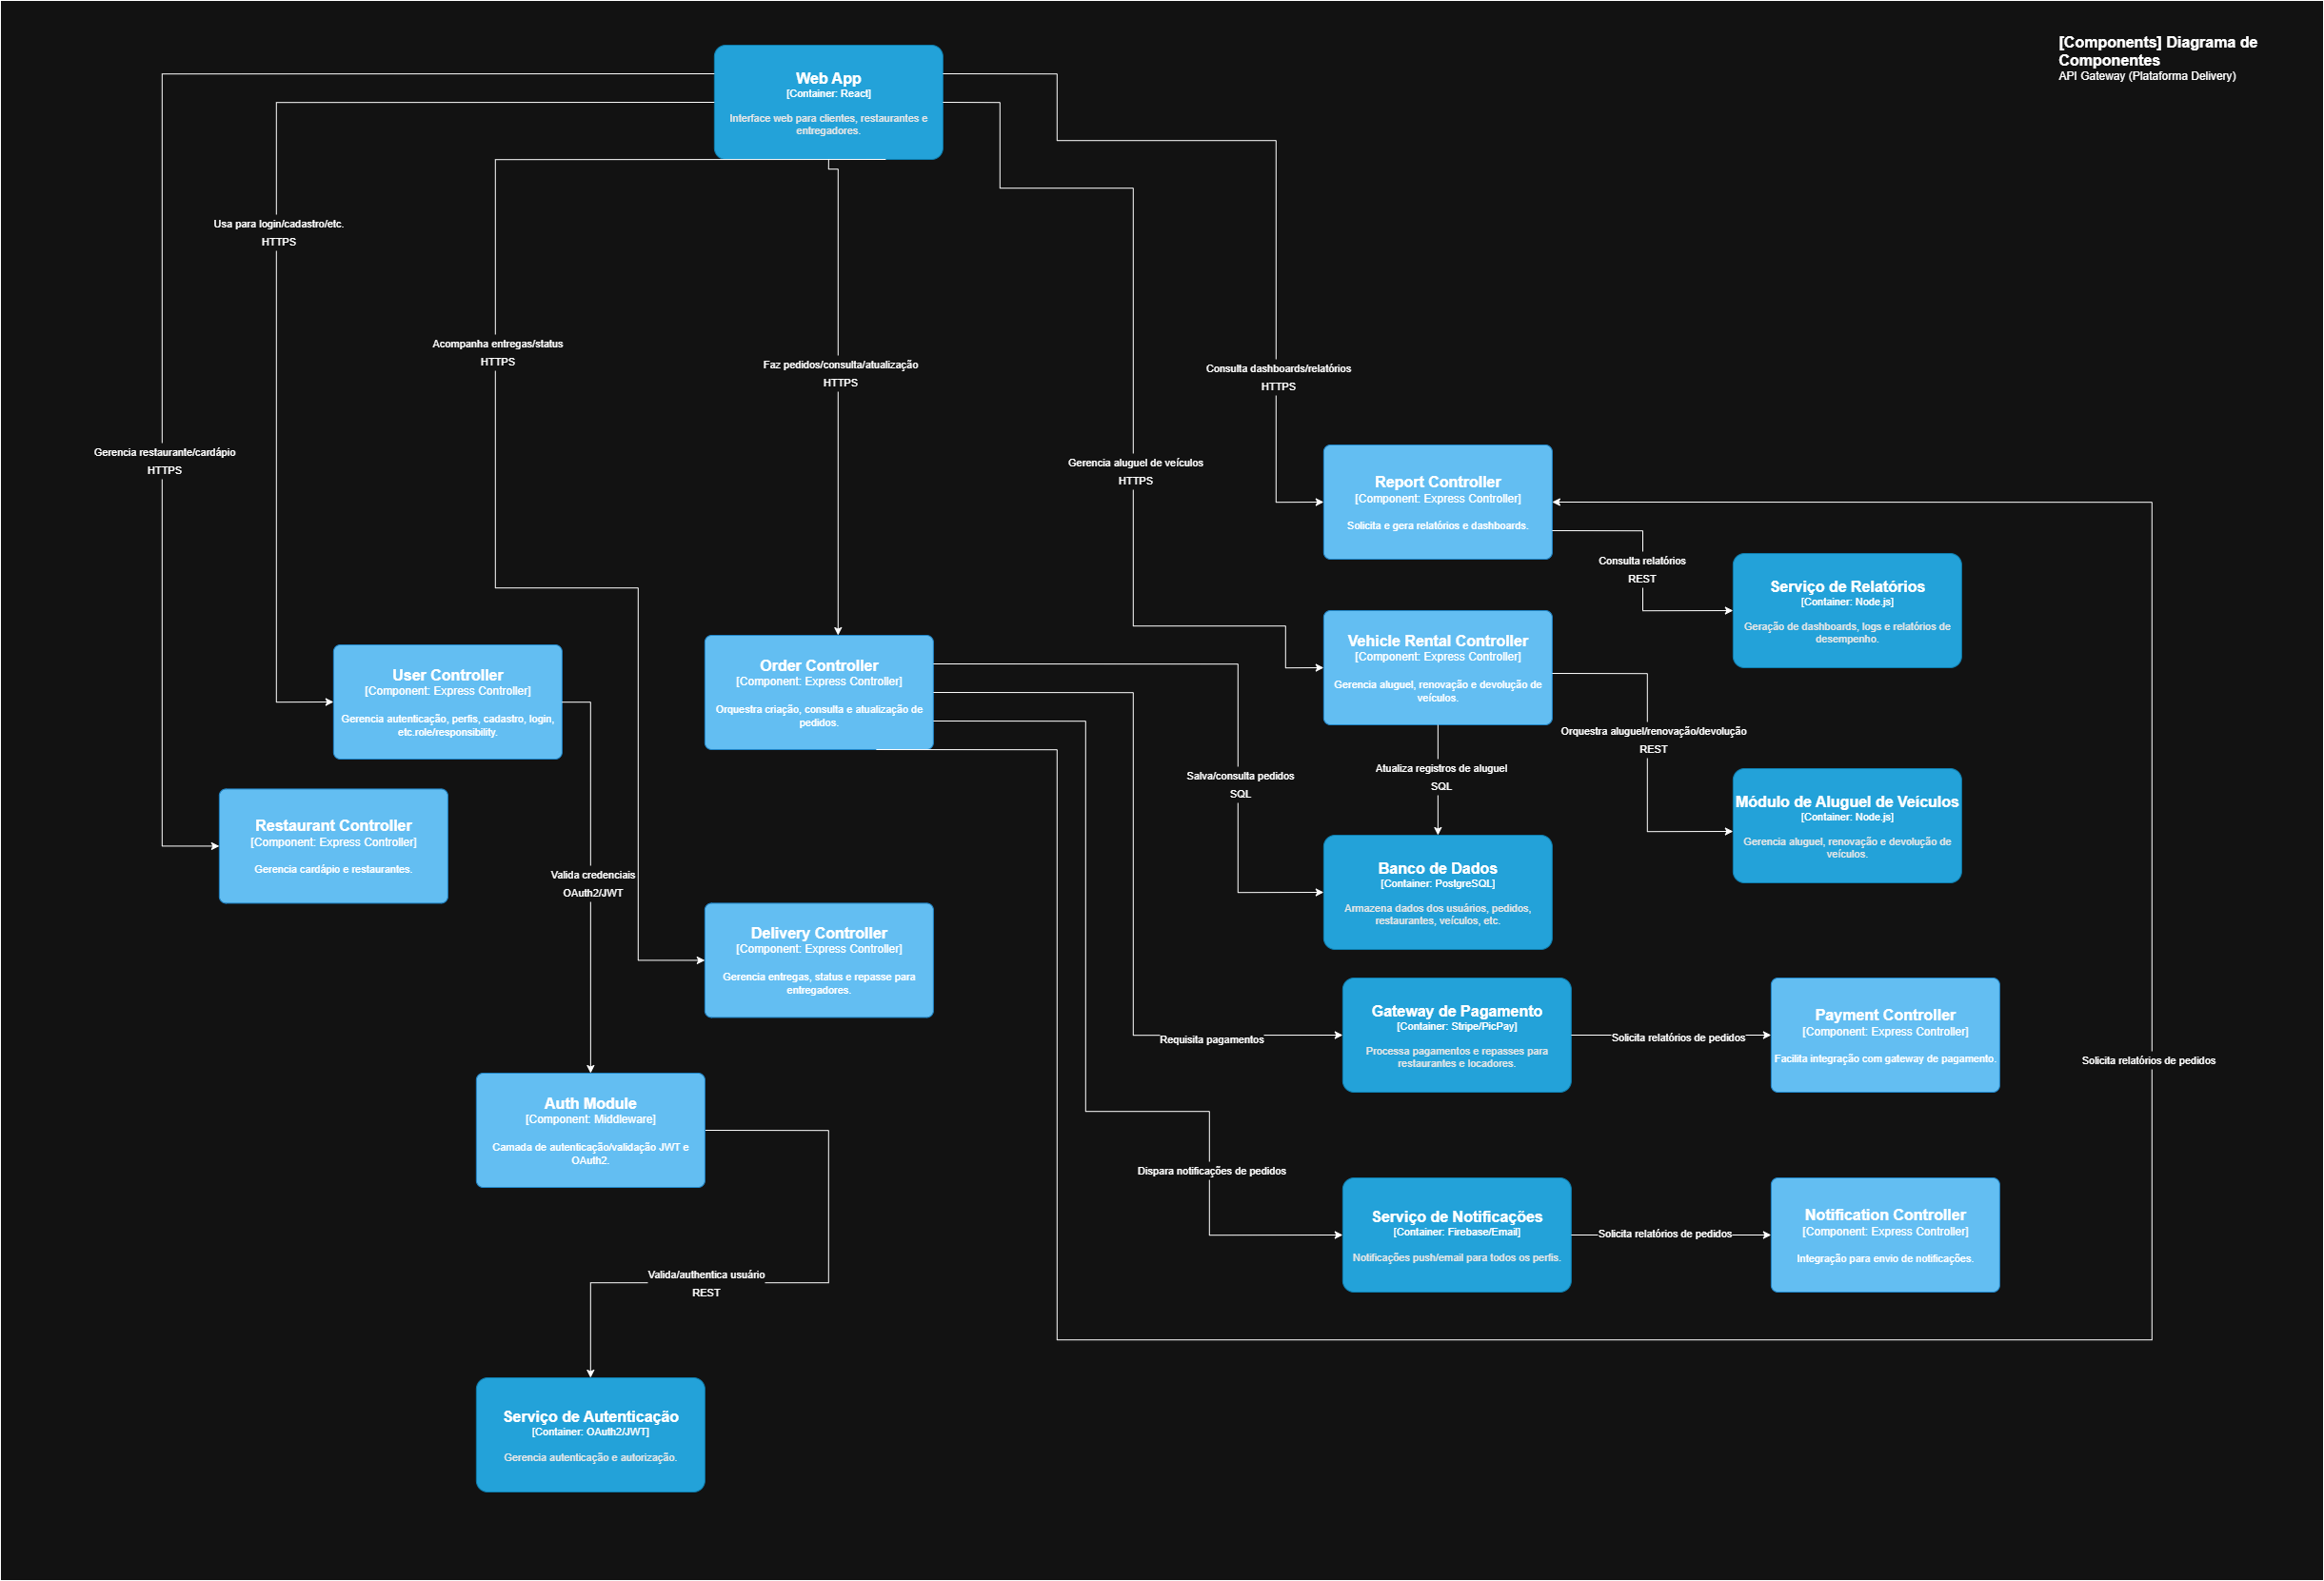 [Components] Diagrama de
Componentes
API Gateway (Plataforma Delivery)
Web App
[Container: React]
Interface web para clientes, restaurantes e
entregadores.
Usa para login/cadastro/etc.
HTTPS
Acompanha entregas/status
HTTPS
Faz pedidos/consulta/atualização
HTTPS
Consulta dashboards/relatórios
HTTPS
Gerencia restaurante/cardápio
HTTPS
Gerencia aluguel de veículos
HTTPS
Report Controller
[Component: Express Controller]
Solicita e gera relatórios e dashboards.
Consulta relatórios
REST
Serviço de Relatórios
[Container: Node.js]
Geração de dashboards, logs e relatórios de
desempenho.
User Controller
[Component: Express Controller]
Gerencia autenticação, perfis, cadastro, login,
etc.role/responsibility.
Order Controller
[Component: Express Controller]
Orquestra criação, consulta e atualização de
pedidos.
Vehicle Rental Controller
[Component: Express Controller]
Gerencia aluguel, renovação e devolução de
veículos.
Orquestra aluguel/renovação/devolução
REST
Salva/consulta pedidos
SQL
Atualiza registros de aluguel
SQL
Módulo de Aluguel de Veículos
[Container: Node.js]
Gerencia aluguel, renovação e devolução de
veículos.
Restaurant Controller
[Component: Express Controller]
Gerencia cardápio e restaurantes.
Valida credenciais
OAuth2/JWT
Banco de Dados
[Container: PostgreSQL]
Armazena dados dos usuários, pedidos,
restaurantes, veículos, etc.
Delivery Controller
[Component: Express Controller]
Gerencia entregas, status e repasse para
entregadores.
Requisita pagamentos
Gateway de Pagamento
[Container: Stripe/PicPay]
Processa pagamentos e repasses para
restaurantes e locadores.
Solicita relatórios de pedidos
Payment Controller
[Component: Express Controller]
Facilita integração com gateway de pagamento.
Solicita relatórios de pedidos
Auth Module
[Component: Middleware]
Camada de autenticação/validação JWT e
OAuth2.
Dispara notificações de pedidos
Serviço de Notificações
[Container: Firebase/Email]
Notificações push/email para todos os perfis.
Solicita relatórios de pedidos
Notification Controller
[Component: Express Controller]
Integração para envio de notificações.
Valida/authentica usuário
REST
Serviço de Autenticação
[Container: OAuth2/JWT]
Gerencia autenticação e autorização.